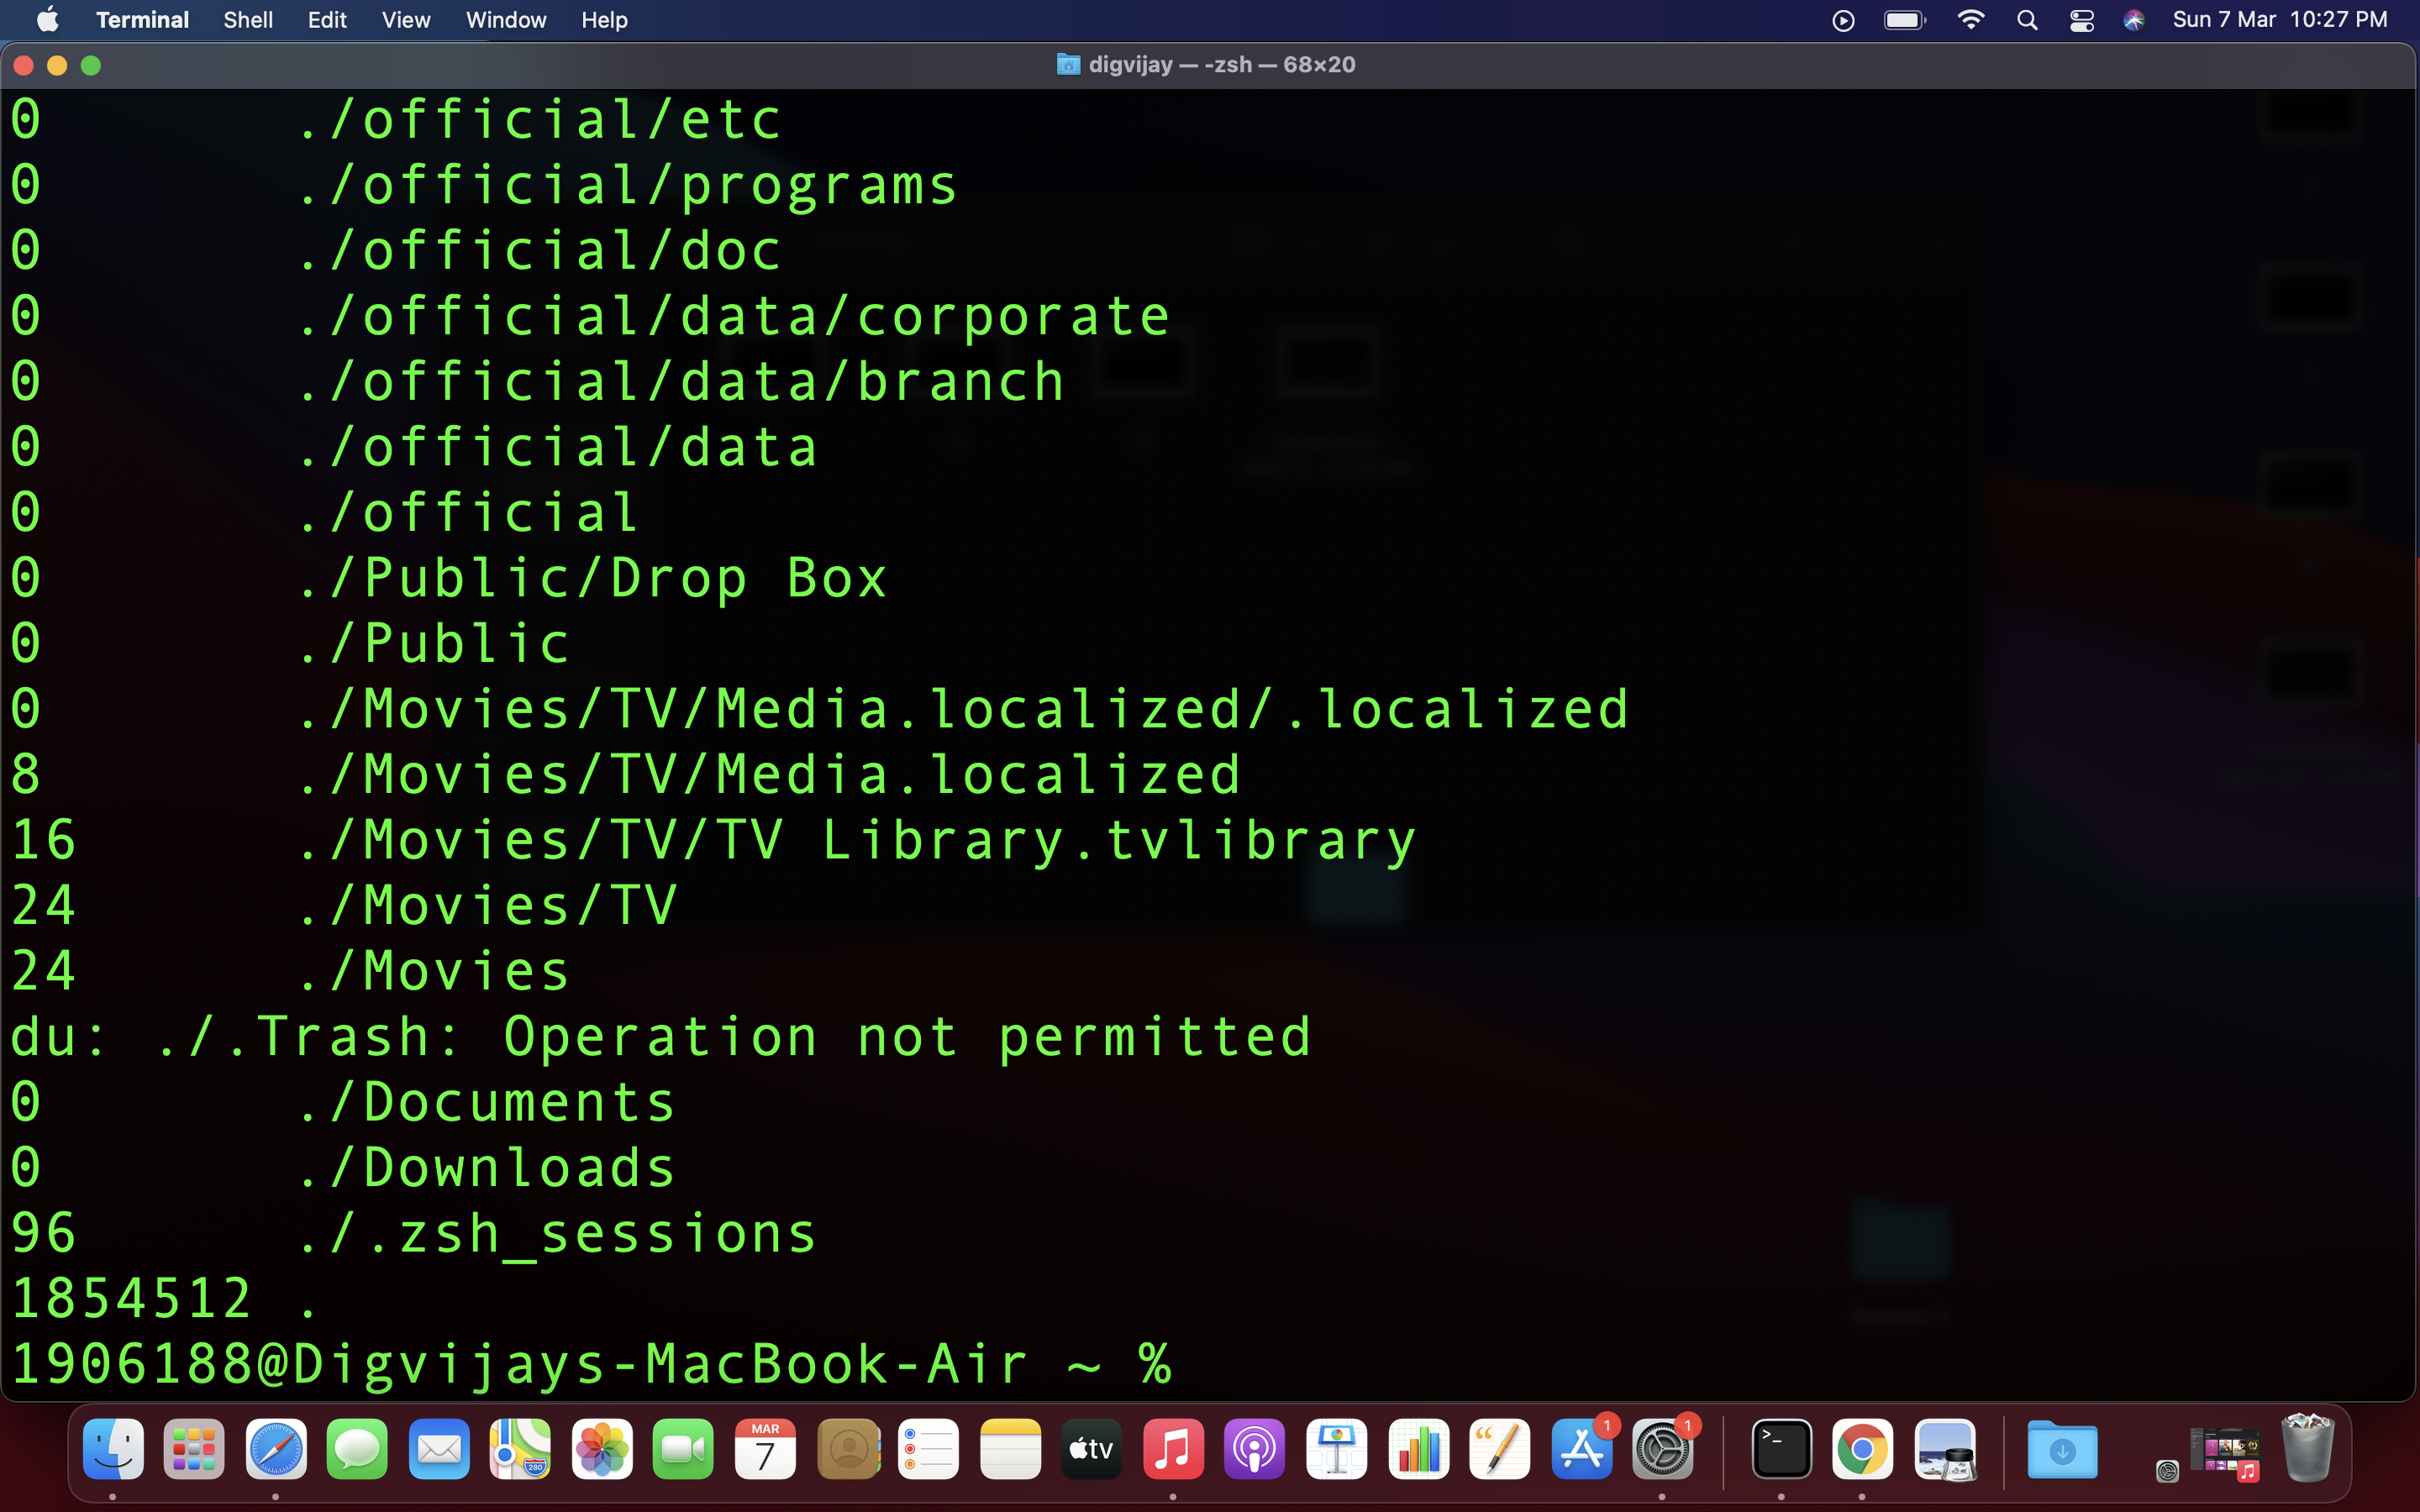 Terminal Shell Edit View Window Help Sun 7 Mar 10:27 PM
digvijay — -zsh — 68×20
0 ./official/etc
0 ./official/programs
0 ./official/doc
0 ./official/data/corporate
0 ./official/data/branch
0 ./official/data
0 ./official
0 ./Public/Drop Box
0 ./Public
0 ./Movies/TV/Media.localized/.localized
8 ./Movies/TV/Media.localized
16 ./Movies/TV/TV Library.tvlibrary
24 ./Movies/TV
24 ./Movies
du: ./.Trash: Operation not permitted
0 ./Documents
0 ./Downloads
96 ./.zsh_sessions
1854512 .
1906188@Digvijays-MacBook-Air ~ %
280
MAR
7
tv
1
1
>_